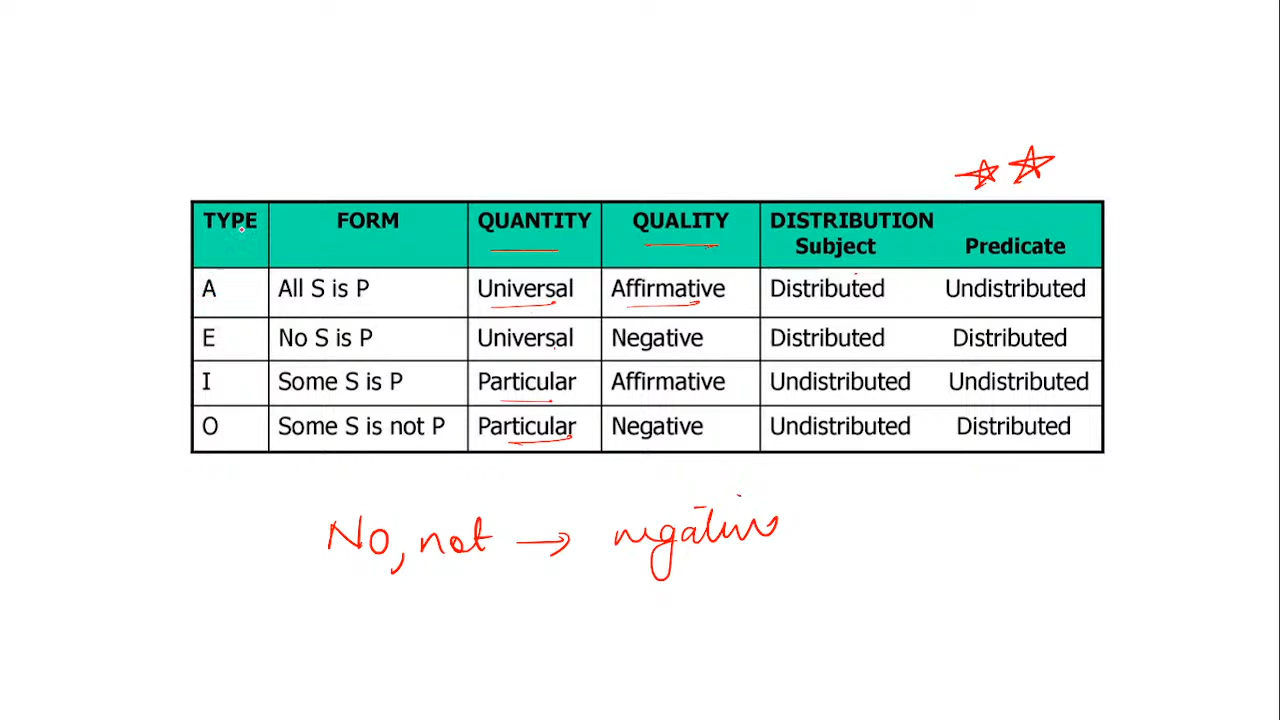 TYPE FORM QUANTITY QUALITY DISTRIBUTION
Subject Predicate
A All S is P Universal Affirmative Distributed Undistributed
E No S is P Universal Negative Distributed Distributed
I Some S is P Particular Affirmative Undistributed Undistributed
O Some S is not P Particular Negative Undistributed Distributed
No, not → negative